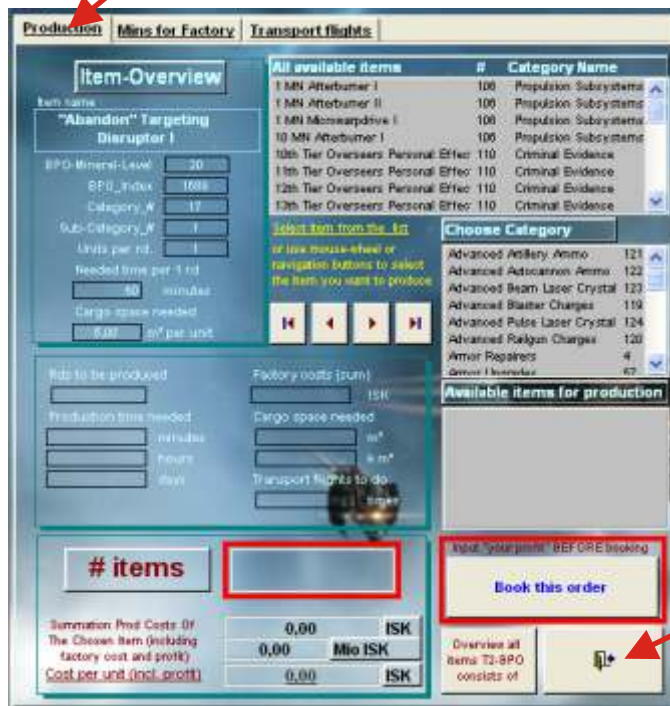 Production
Mins for Factory
Transport flights
Item-Overview
Item name
"Abandon" Targeting
Disruptor I
BPO-Mineral-Level 20
BPO_Index
Category_# 17
Sub-Category_# 1
Units per rd. 1
Needed time per 1 rd
minutes
Cargo space needed
m³ per unit
All available items # Category Name
1 MN Afterburner I 106 Propulsion Subsystems
1 MN Afterburner II 106 Propulsion Subsystems
1 MN Microwarpdrive I 106 Propulsion Subsystems
10 MN Afterburner I 106 Propulsion Subsystems
10th Tier Overseers Personal Effec 110 Criminal Evidence
11th Tier Overseers Personal Effec 110 Criminal Evidence
12th Tier Overseers Personal Effec 110 Criminal Evidence
13th Tier Overseers Personal Effec 110 Criminal Evidence
Select item from the list
or use mouse-wheel or
navigation buttons to select
the item you want to produce
Choose Category
Advanced Artillery Ammo 121
Advanced Autocannon Ammo 122
Advanced Beam Laser Crystal 123
Advanced Blaster Charges 119
Advanced Pulse Laser Crystal 124
Advanced Railgun Charges 120
Armor Repairers 4
Armor Upgrades
Rds to be produced
Production time needed
minutes
hours
days
Factory costs (sum)
ISK
Cargo space needed
m³
k m³
Transport flights to do
times
Available items for production
# items
Input "your profit" BEFORE booking
Book this order
Summation Prod Costs Of
The Chosen Item (including
factory cost and profit)
0,00 ISK
0,00 Mio ISK
Cost per unit (incl. profit) 0,00 ISK
Overview all
items T2-BPO
consists of